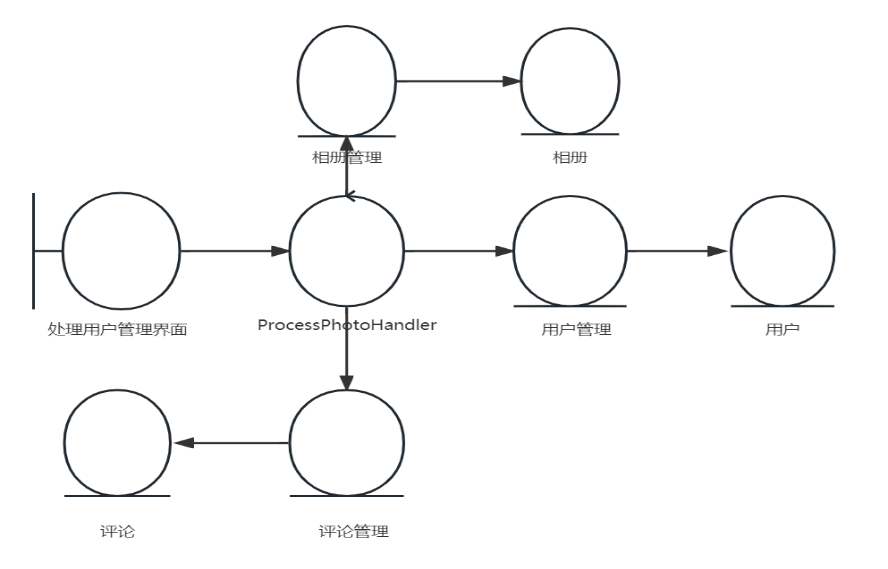 相册管理
相册
处理用户管理界面
ProcessPhotoHandler
用户管理
用户
评论
评论管理